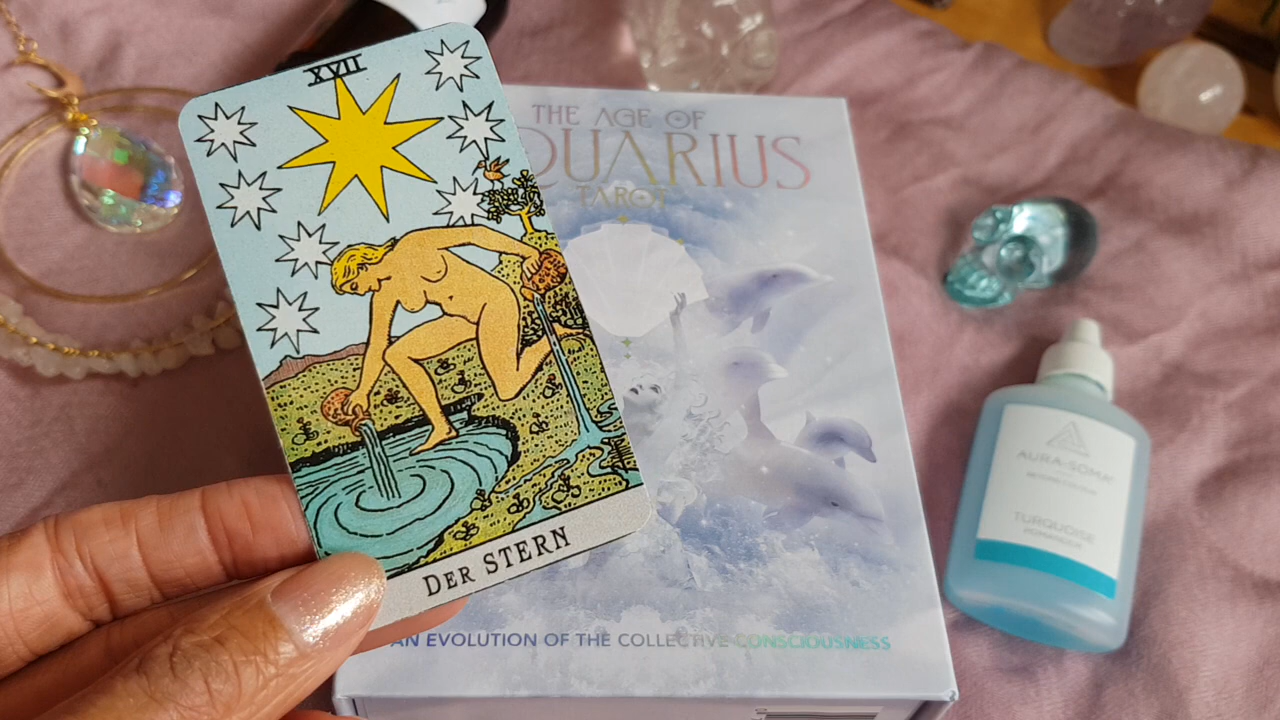 XVII
DER STERN
THE AGE OF
QUARIUS
TAROT
AN EVOLUTION OF THE COLLECTIVE CONSCIOUSNESS
AURA-SOMA
TURQUOISE